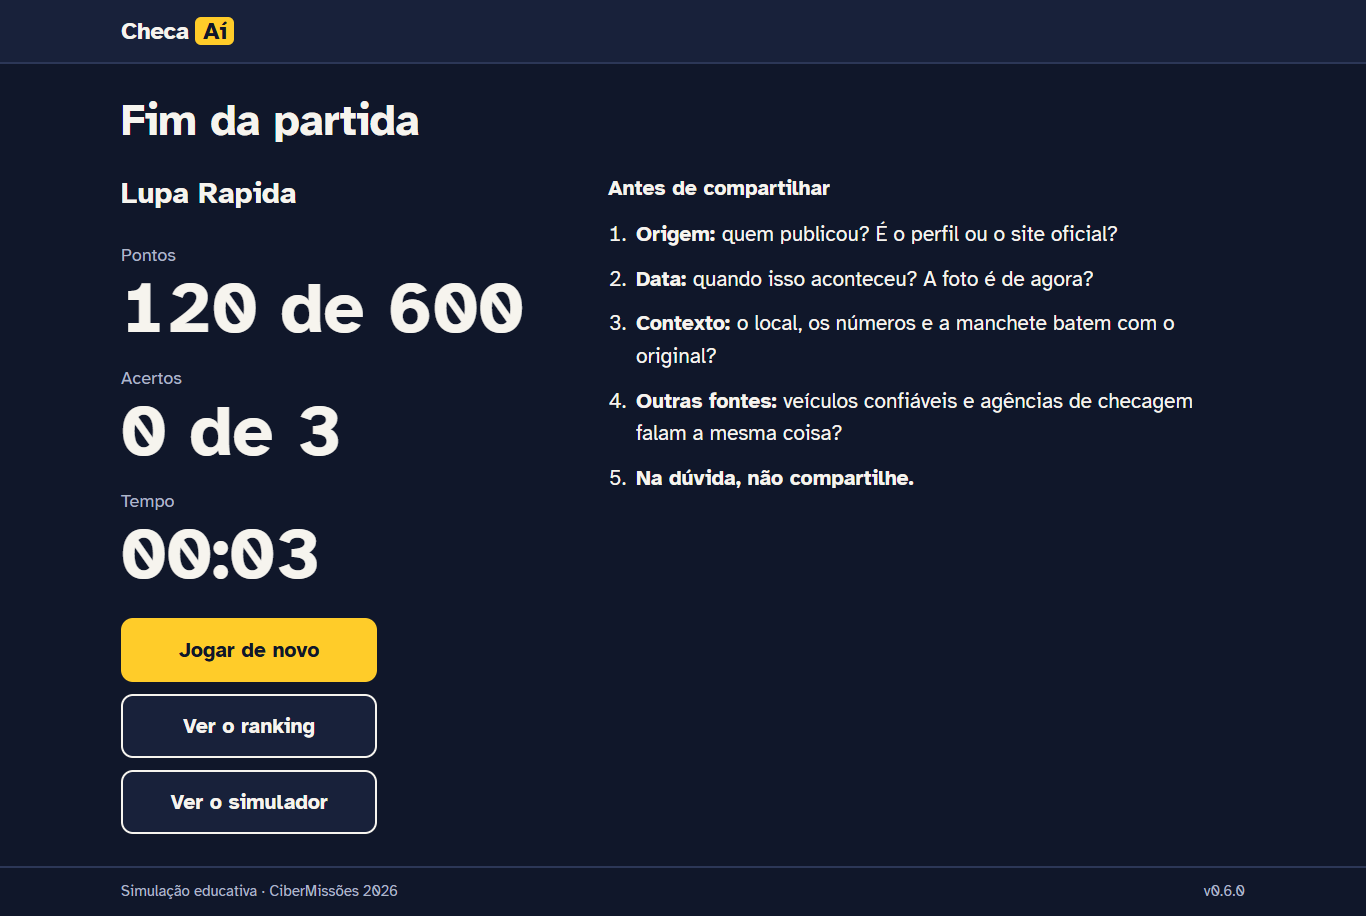 Checa Aí
Fim da partida
Lupa Rapida
Pontos
120 de 600
Acertos
0 de 3
Tempo
00:03
Jogar de novo
Ver o ranking
Ver o simulador
Antes de compartilhar
1. Origem: quem publicou? É o perfil ou o site oficial?
2. Data: quando isso aconteceu? A foto é de agora?
3. Contexto: o local, os números e a manchete batem com o
original?
4. Outras fontes: veículos confiáveis e agências de checagem
falam a mesma coisa?
5. Na dúvida, não compartilhe.
Simulação educativa · CiberMissões 2026
v0.6.0